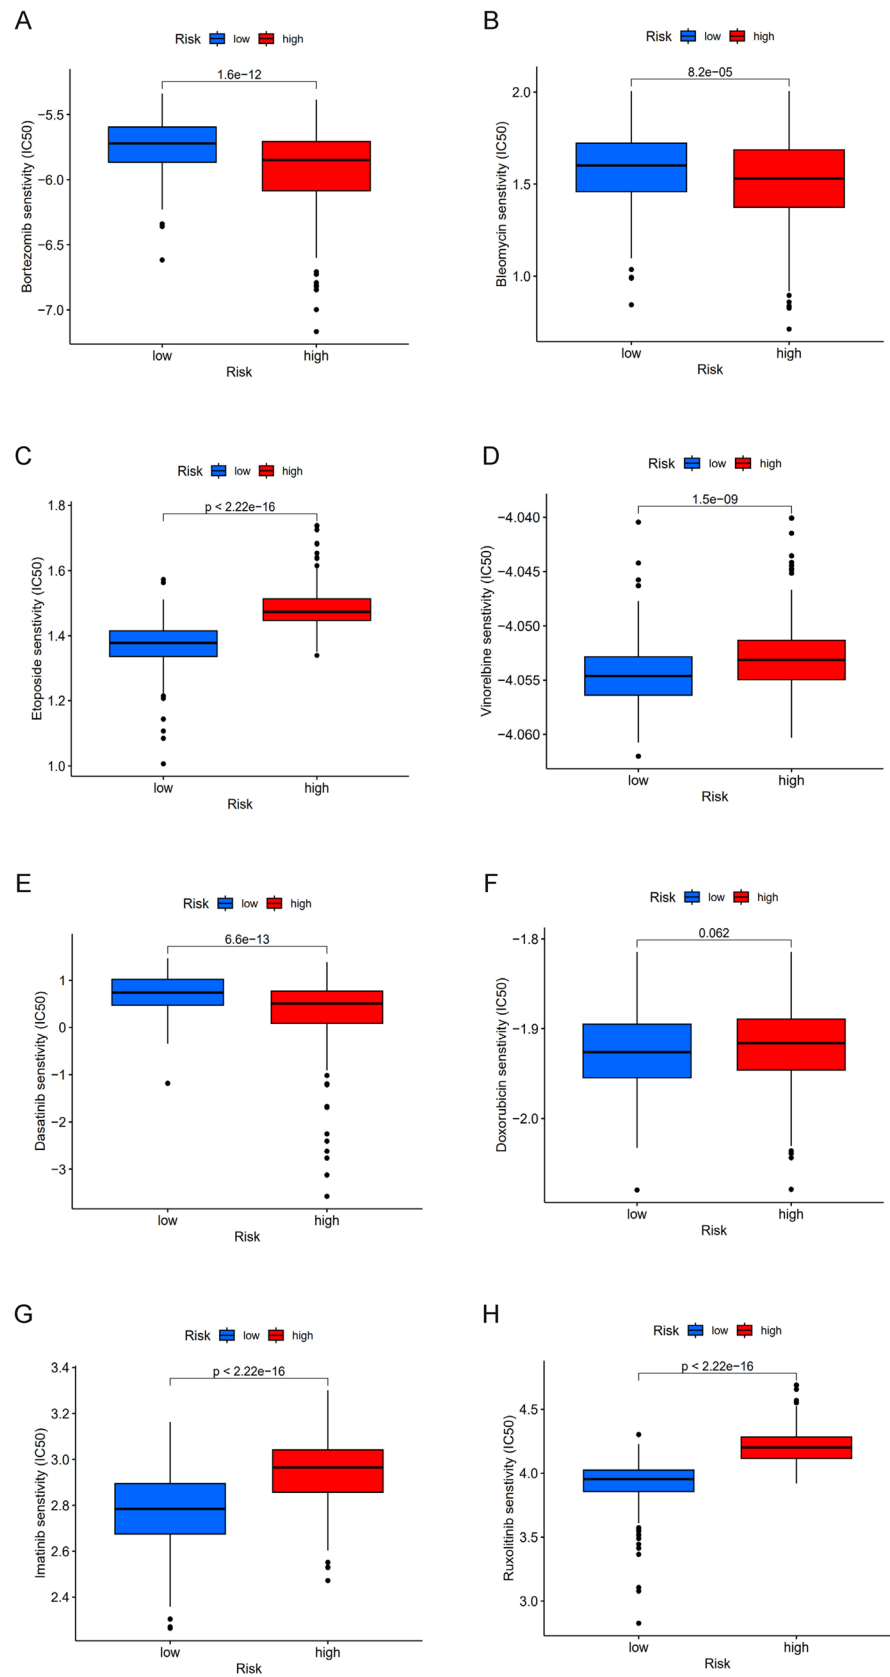 A
Risk low high
1.6e−12
Bortezomib senstivity (IC50)
−5.5
−6.0
−6.5
−7.0
low high
Risk
B
Risk low high
8.2e−05
Bleomycin senstivity (IC50)
2.0
1.5
1.0
low high
Risk
C
Risk low high
p < 2.22e−16
Etoposide senstivity (IC50)
1.8
1.6
1.4
1.2
1.0
low high
Risk
D
Risk low high
1.5e−09
Vinorelbine senstivity (IC50)
−4.040
−4.045
−4.050
−4.055
−4.060
low high
Risk
E
Risk low high
6.6e−13
Dasatinib senstivity (IC50)
1
0
−1
−2
−3
low high
Risk
F
Risk low high
0.062
Doxorubicin senstivity (IC50)
−1.8
−1.9
−2.0
low high
Risk
G
Risk low high
p < 2.22e−16
Imatinib senstivity (IC50)
3.4
3.2
3.0
2.8
2.6
2.4
low high
Risk
H
Risk low high
p < 2.22e−16
Ruxolitinib senstivity (IC50)
4.5
4.0
3.5
3.0
low high
Risk